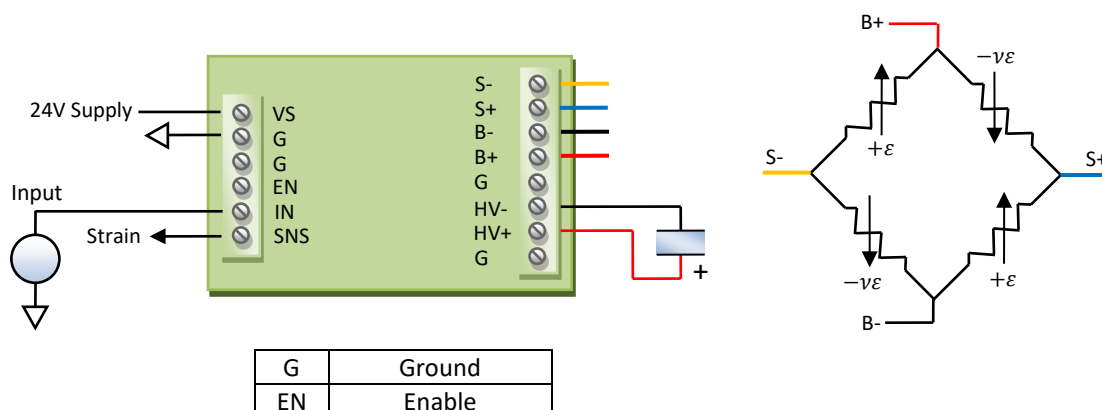 24V Supply
Input
Strain
VS
G
G
EN
IN
SNS
S-
S+
B-
B+
G
HV-
HV+
G
+
B+
−νε
+ε
S-
S+
−νε
+ε
B-
G Ground
EN Enable